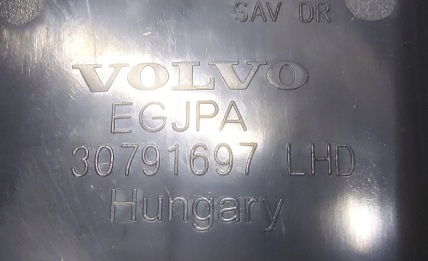 SAV DR
VOLVO
EGJPA
30791697 LHD
Hungary